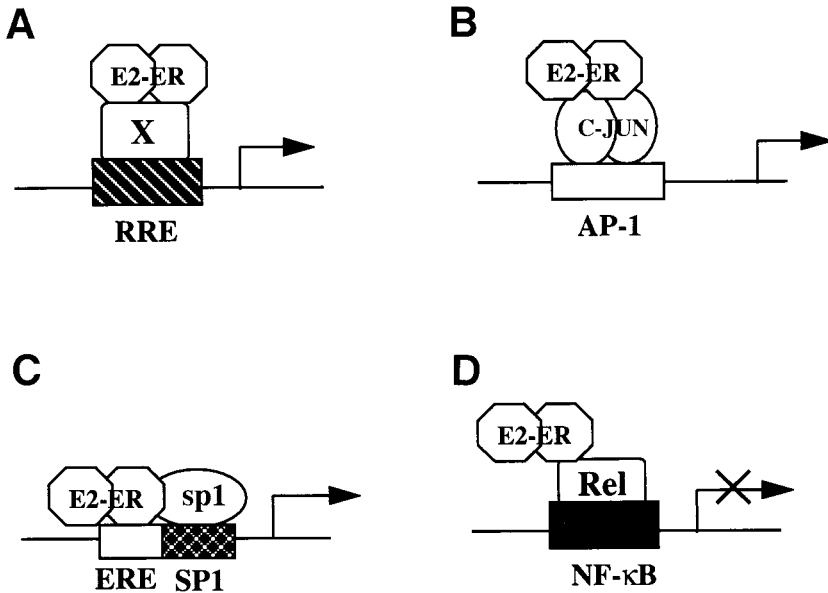 A
E2-ER
X
RRE
B
E2-ER
C-JUN
AP-1
C
E2-ER
sp1
ERE SP1
D
E2-ER
Rel
NF-κB